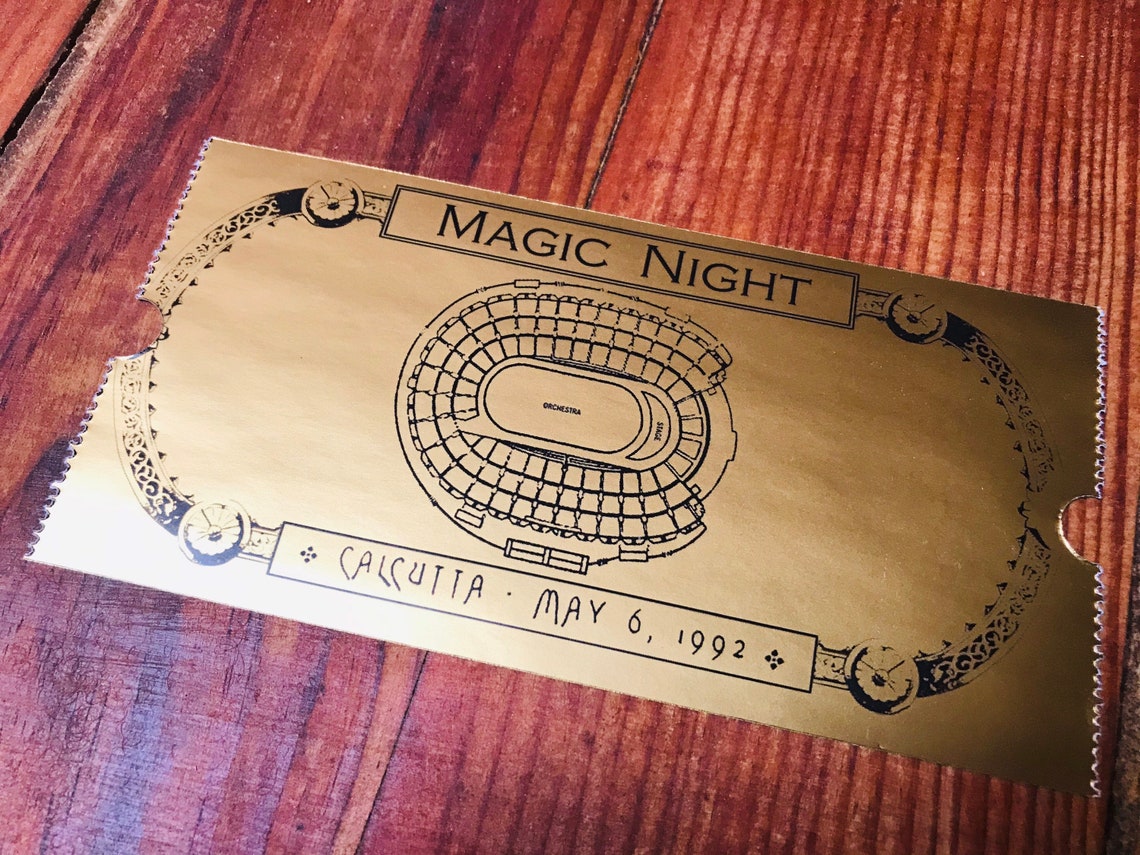 MAGIC NIGHT
ORCHESTRA
STAGE
CALCUTTA · MAY 6, 1992